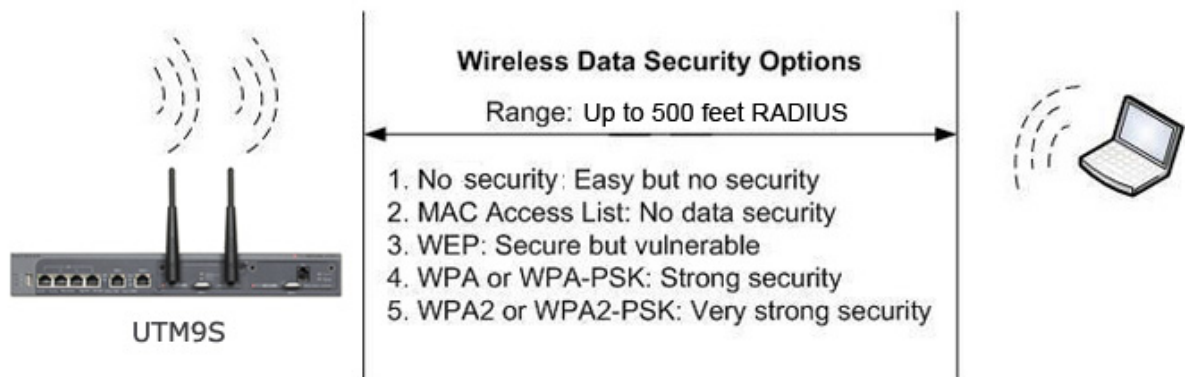 Wireless Data Security Options
Range: Up to 500 feet RADIUS
1. No security: Easy but no security
2. MAC Access List: No data security
3. WEP: Secure but vulnerable
4. WPA or WPA-PSK: Strong security
5. WPA2 or WPA2-PSK: Very strong security
UTM9S